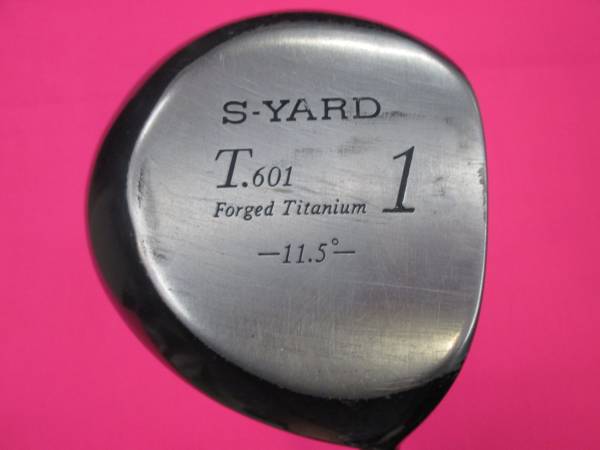 S-YARD
T.601
Forged Titanium 1
-11.5°-